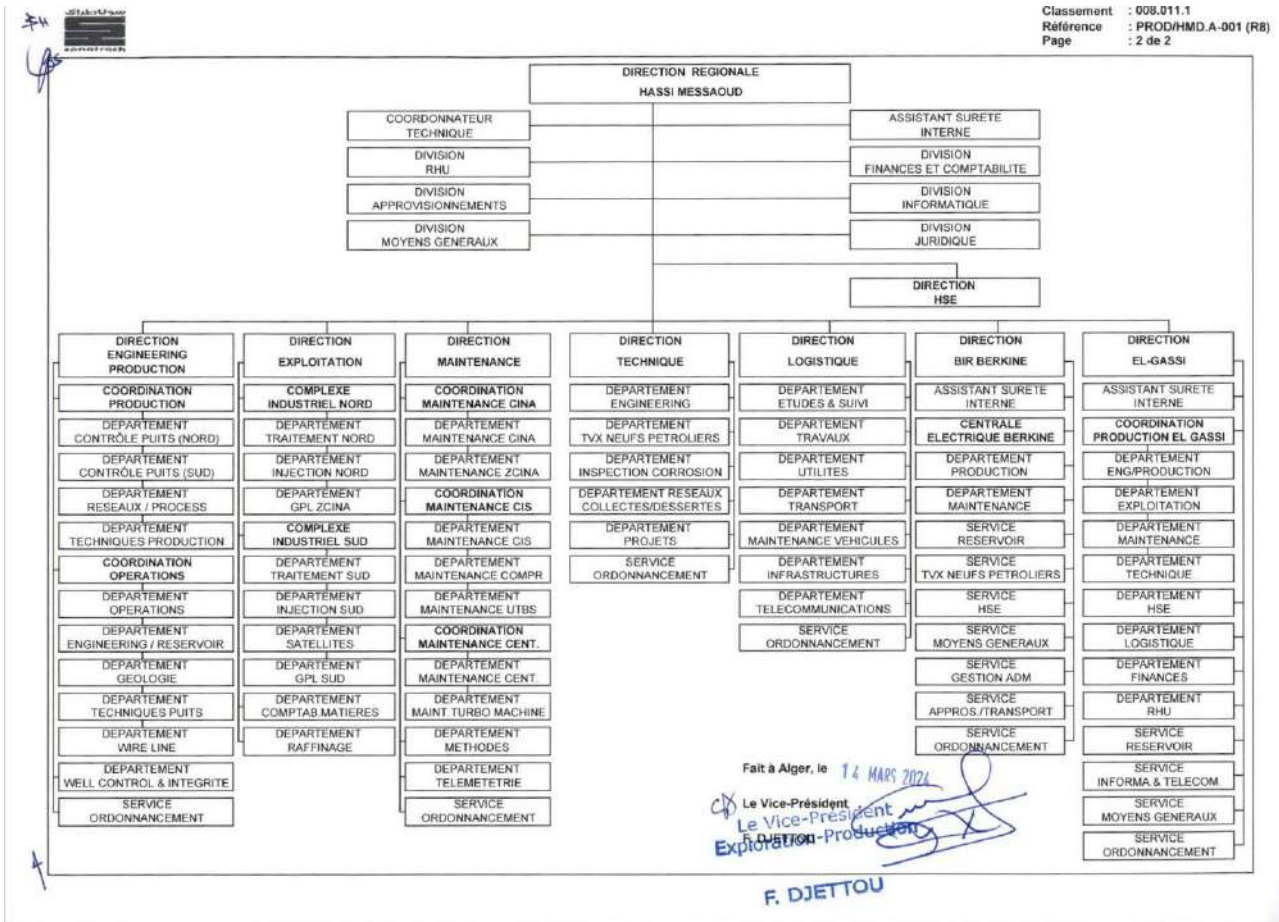 سوناطراك
sonatrach
Classement : 008.011.1
Référence : PROD/HMD.A-001 (R8)
Page : 2 de 2
DIRECTION REGIONALE
HASSI MESSAOUD
COORDONNATEUR
TECHNIQUE
ASSISTANT SURETE
INTERNE
DIVISION
RHU
DIVISION
FINANCES ET COMPTABILITE
DIVISION
APPROVISIONNEMENTS
DIVISION
INFORMATIQUE
DIVISION
MOYENS GENERAUX
DIVISION
JURIDIQUE
DIRECTION
HSE
DIRECTION
ENGINEERING
PRODUCTION
COORDINATION
PRODUCTION
DEPARTEMENT
CONTRÔLE PUITS (NORD)
DEPARTEMENT
CONTRÔLE PUITS (SUD)
DEPARTEMENT
RESEAUX / PROCESS
DEPARTEMENT
TECHNIQUES PRODUCTION
COORDINATION
OPERATIONS
DEPARTEMENT
OPERATIONS
DEPARTEMENT
ENGINEERING / RESERVOIR
DEPARTEMENT
GEOLOGIE
DEPARTEMENT
TECHNIQUES PUITS
DEPARTEMENT
WIRE LINE
DEPARTEMENT
WELL CONTROL & INTEGRITE
SERVICE
ORDONNANCEMENT
DIRECTION
EXPLOITATION
COMPLEXE
INDUSTRIEL NORD
DEPARTEMENT
TRAITEMENT NORD
DEPARTEMENT
INJECTION NORD
DEPARTEMENT
GPL ZCINA
COMPLEXE
INDUSTRIEL SUD
DEPARTEMENT
TRAITEMENT SUD
DEPARTEMENT
INJECTION SUD
DEPARTEMENT
SATELLITES
DEPARTEMENT
GPL SUD
DEPARTEMENT
COMPTAB.MATIERES
DEPARTEMENT
RAFFINAGE
DIRECTION
MAINTENANCE
COORDINATION
MAINTENANCE CINA
DEPARTEMENT
MAINTENANCE CINA
DEPARTEMENT
MAINTENANCE ZCINA
COORDINATION
MAINTENANCE CIS
DEPARTEMENT
MAINTENANCE CIS
DEPARTEMENT
MAINTENANCE COMPR
DEPARTEMENT
MAINTENANCE UTBS
COORDINATION
MAINTENANCE CENT.
DEPARTEMENT
MAINTENANCE CENT.
DEPARTEMENT
MAINT.TURBO MACHINE
DEPARTEMENT
METHODES
DEPARTEMENT
TELEMETETRIE
SERVICE
ORDONNANCEMENT
DIRECTION
TECHNIQUE
DEPARTEMENT
ENGINEERING
DEPARTEMENT
TVX NEUFS PETROLIERS
DEPARTEMENT
INSPECTION CORROSION
DEPARTEMENT RESEAUX
COLLECTES/DESSERTES
DEPARTEMENT
PROJETS
SERVICE
ORDONNANCEMENT
DIRECTION
LOGISTIQUE
DEPARTEMENT
ETUDES & SUIVI
DEPARTEMENT
TRAVAUX
DEPARTEMENT
UTILITES
DEPARTEMENT
TRANSPORT
DEPARTEMENT
MAINTENANCE VEHICULES
DEPARTEMENT
INFRASTRUCTURES
DEPARTEMENT
TELECOMMUNICATIONS
SERVICE
ORDONNANCEMENT
DIRECTION
BIR BERKINE
ASSISTANT SURETE
INTERNE
CENTRALE
ELECTRIQUE BERKINE
DEPARTEMENT
PRODUCTION
DEPARTEMENT
MAINTENANCE
SERVICE
RESERVOIR
SERVICE
TVX NEUFS PETROLIERS
SERVICE
HSE
SERVICE
MOYENS GENERAUX
SERVICE
GESTION ADM
SERVICE
APPROS./TRANSPORT
SERVICE
ORDONNANCEMENT
DIRECTION
EL-GASSI
ASSISTANT SURETE
INTERNE
COORDINATION
PRODUCTION EL GASSI
DEPARTEMENT
ENG/PRODUCTION
DEPARTEMENT
EXPLOITATION
DEPARTEMENT
MAINTENANCE
DEPARTEMENT
TECHNIQUE
DEPARTEMENT
HSE
DEPARTEMENT
LOGISTIQUE
DEPARTEMENT
FINANCES
DEPARTEMENT
RHU
SERVICE
RESERVOIR
SERVICE
INFORMA & TELECOM
SERVICE
MOYENS GENERAUX
SERVICE
ORDONNANCEMENT
Fait à Alger, le 14 MARS 2024
Le Vice-Président
Le Vice-Président
F. DJETTOU
Exploration-Production
F. DJETTOU